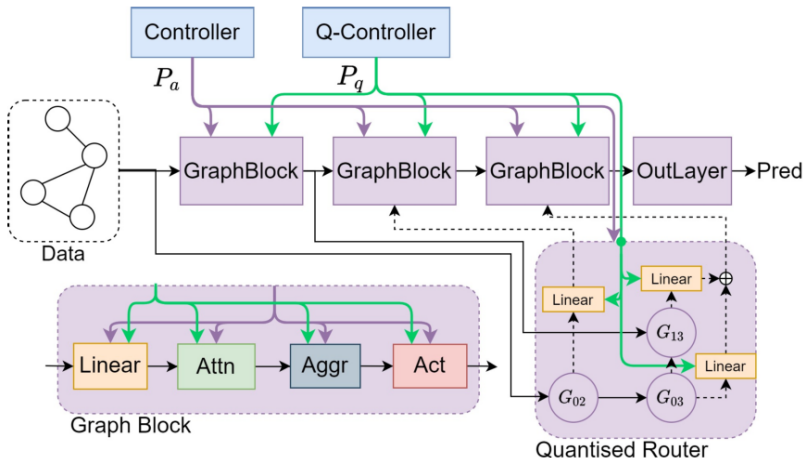 Controller
Q-Controller
P_a
P_q
GraphBlock
GraphBlock
GraphBlock
OutLayer
Pred
Data
Linear
Linear
G_13
Linear
G_02
G_03
Quantised Router
Linear
Attn
Aggr
Act
Graph Block